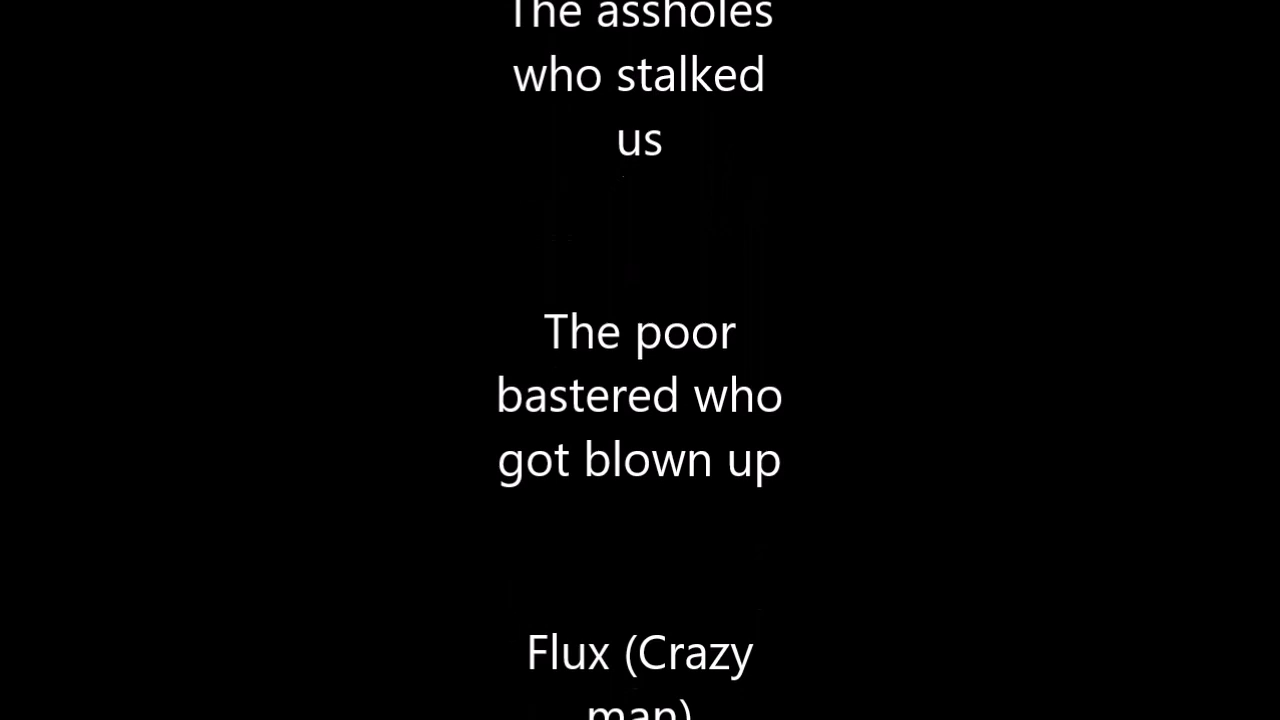 The assholes
who stalked
us
The poor
bastered who
got blown up
Flux (Crazy
man)